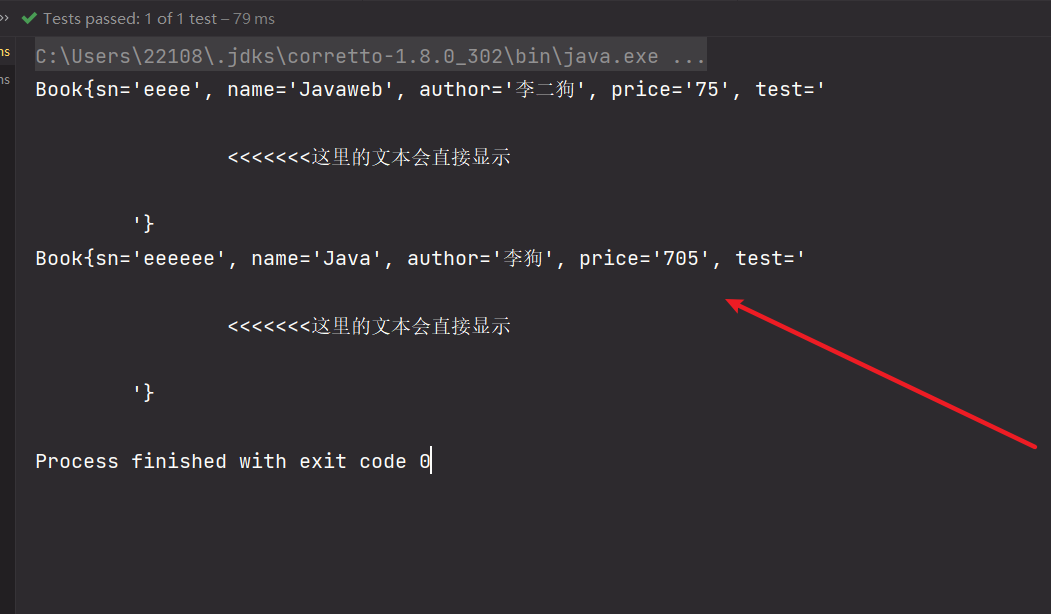 Tests passed: 1 of 1 test – 79 ms
C:\Users\22108\.jdks\corretto-1.8.0_302\bin\java.exe ...
Book{sn='eeee', name='Javaweb', author='李二狗', price='75', test='
<<<<<<<这里的文本会直接显示
'}
Book{sn='eeeeee', name='Java', author='李狗', price='705', test='
<<<<<<<这里的文本会直接显示
'}
Process finished with exit code 0